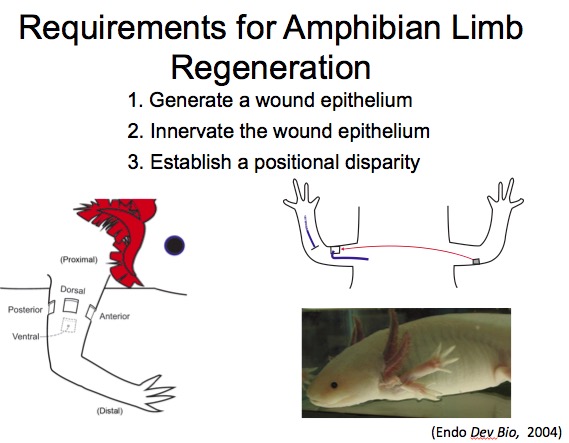 Requirements for Amphibian Limb
Regeneration
1. Generate a wound epithelium
2. Innervate the wound epithelium
3. Establish a positional disparity
(Proximal)
Dorsal
Posterior
Anterior
Ventral
(Distal)
(Endo Dev Bio, 2004)